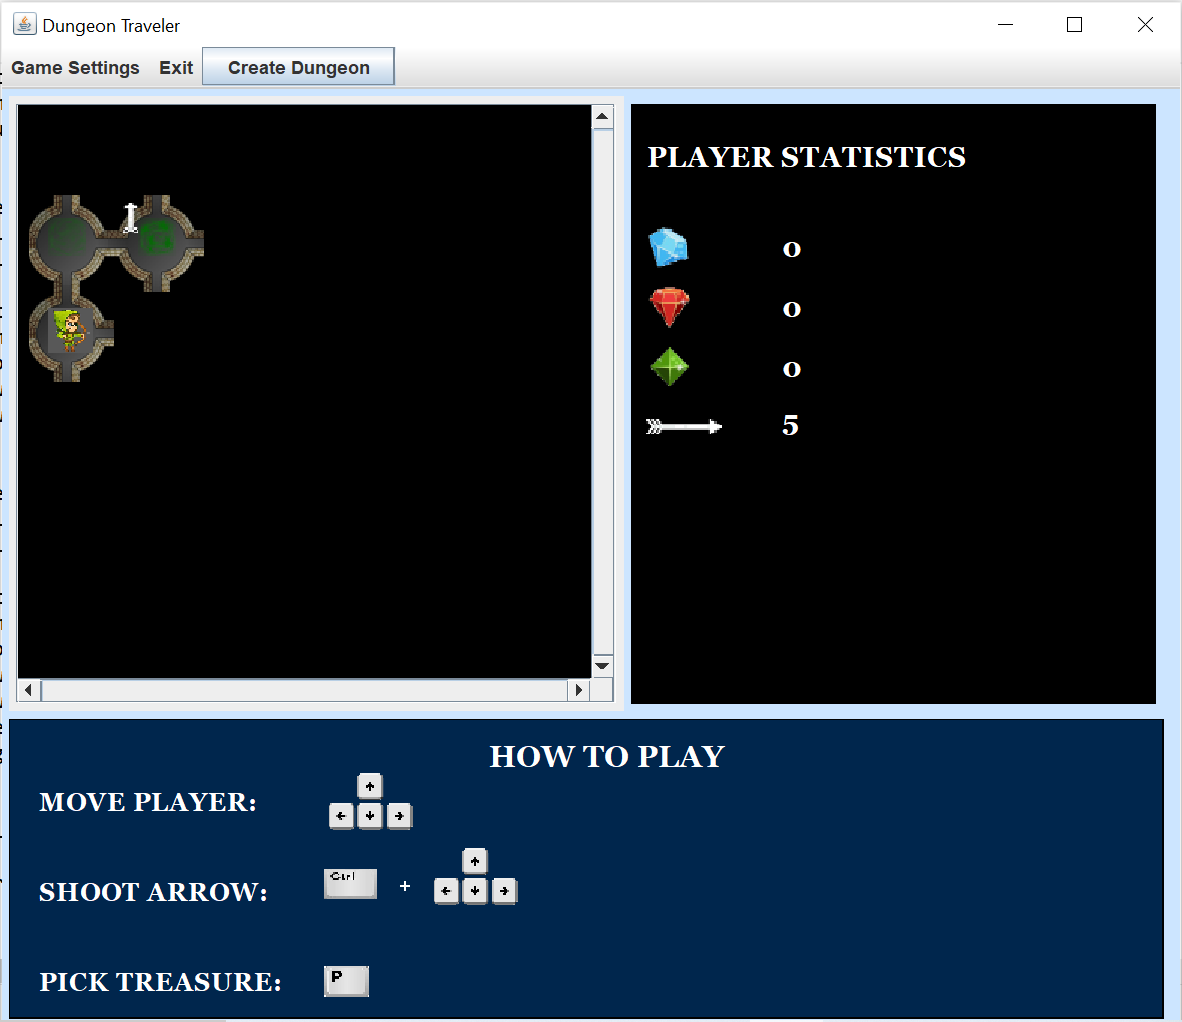 Dungeon Traveler
Game Settings Exit Create Dungeon
PLAYER STATISTICS
0
0
0
5
HOW TO PLAY
MOVE PLAYER:
SHOOT ARROW: Ctrl +
PICK TREASURE: P